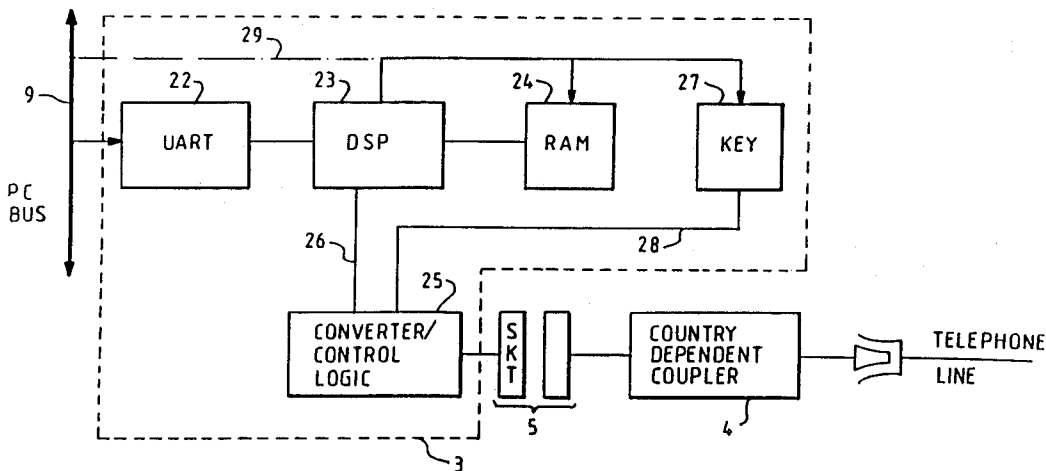 29
9
22
23
24
27
UART
DSP
RAM
KEY
PC
BUS
26
28
25
CONVERTER/
CONTROL
LOGIC
SKT
COUNTRY
DEPENDENT
COUPLER
TELEPHONE
LINE
5
4
3